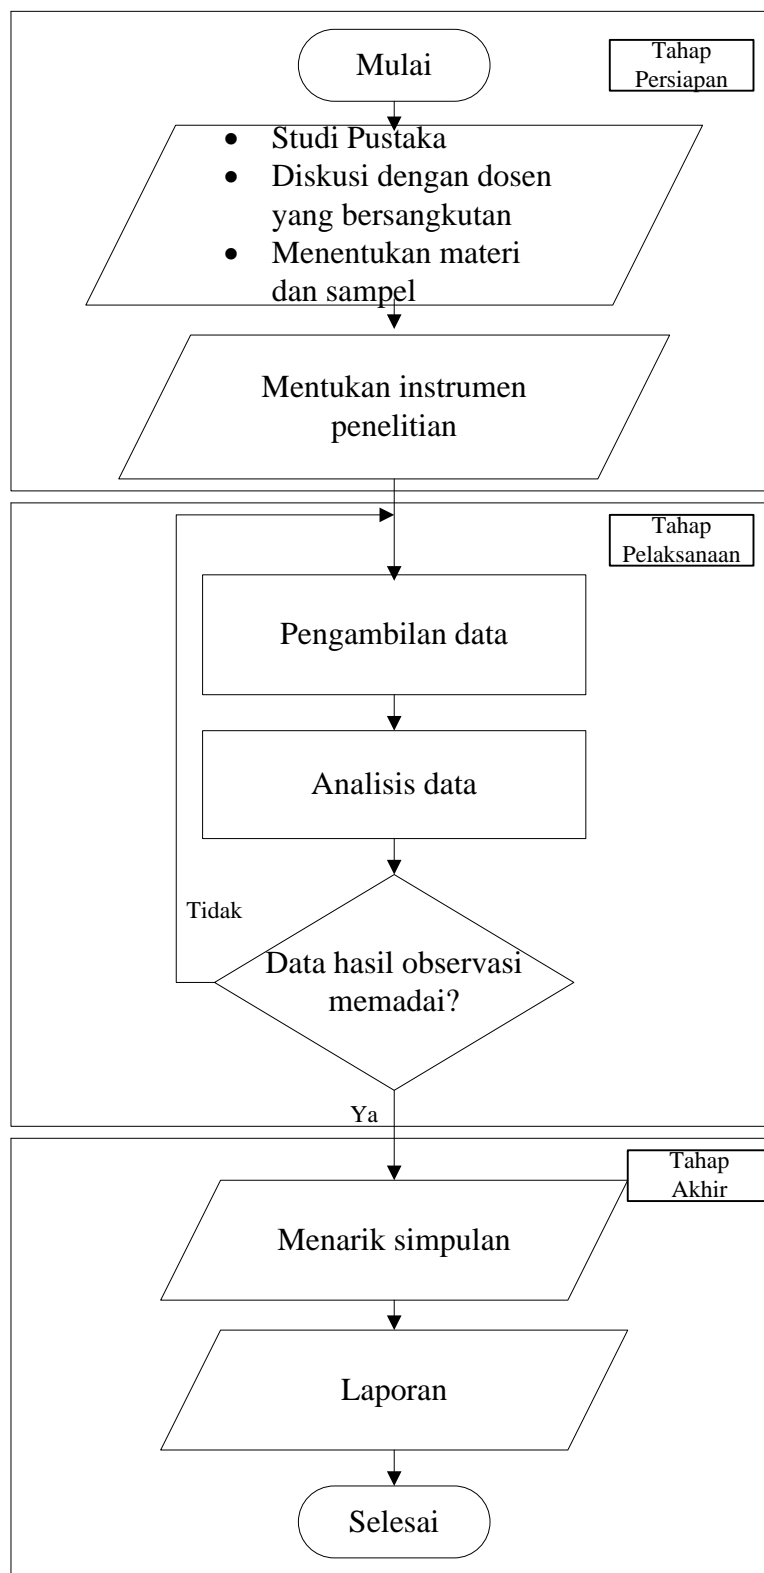 Mulai
Tahap
Persiapan
• Studi Pustaka
• Diskusi dengan dosen
yang bersangkutan
• Menentukan materi
dan sampel
Mentukan instrumen
penelitian
Tahap
Pelaksanaan
Pengambilan data
Analisis data
Tidak
Data hasil observasi
memadai?
Ya
Tahap
Akhir
Menarik simpulan
Laporan
Selesai